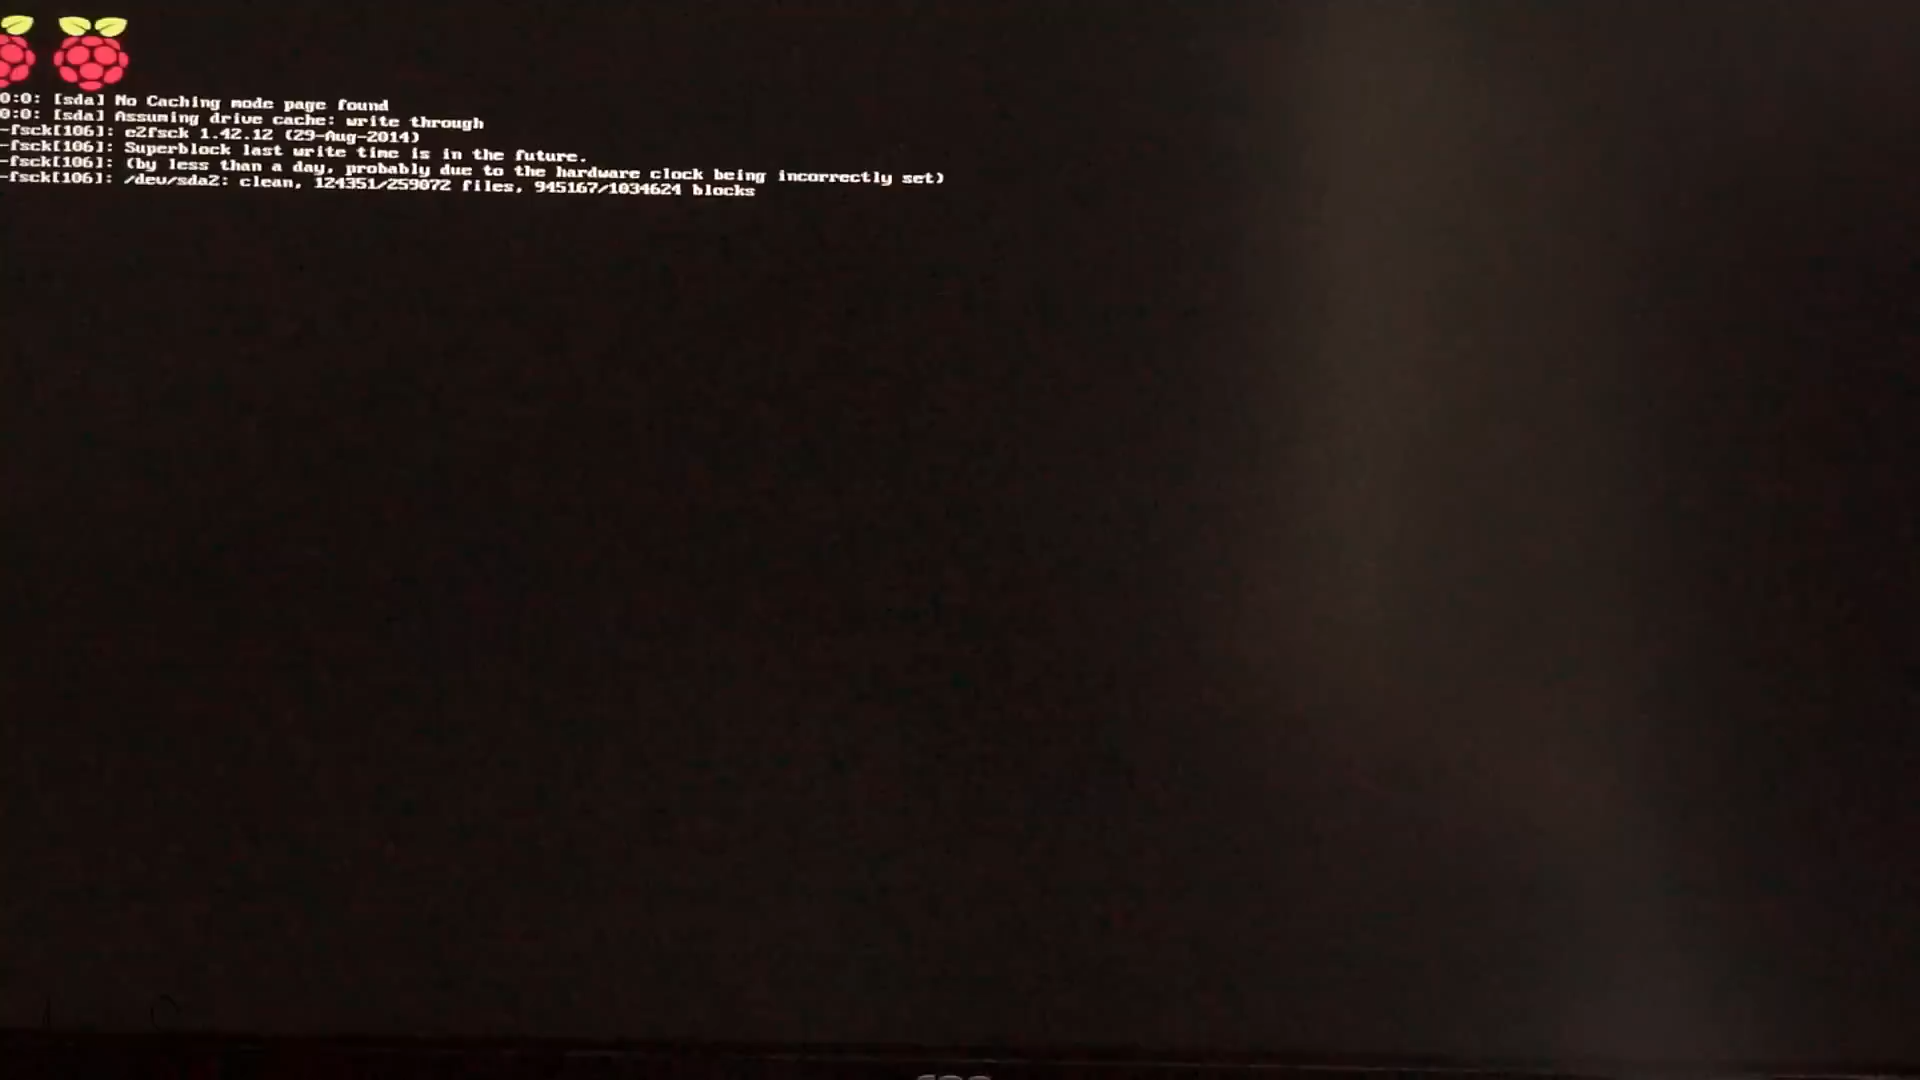 0:0: [sda] No Caching mode page found
0:0: [sda] Assuming drive cache: write through
-fsck[106]: e2fsck 1.42.12 (29-Aug-2014)
-fsck[106]: Superblock last write time is in the future.
-fsck[106]: (by less than a day, probably due to the hardware clock being incorrectly set)
-fsck[106]: /dev/sda2: clean, 124351/259072 files, 945167/1034624 blocks